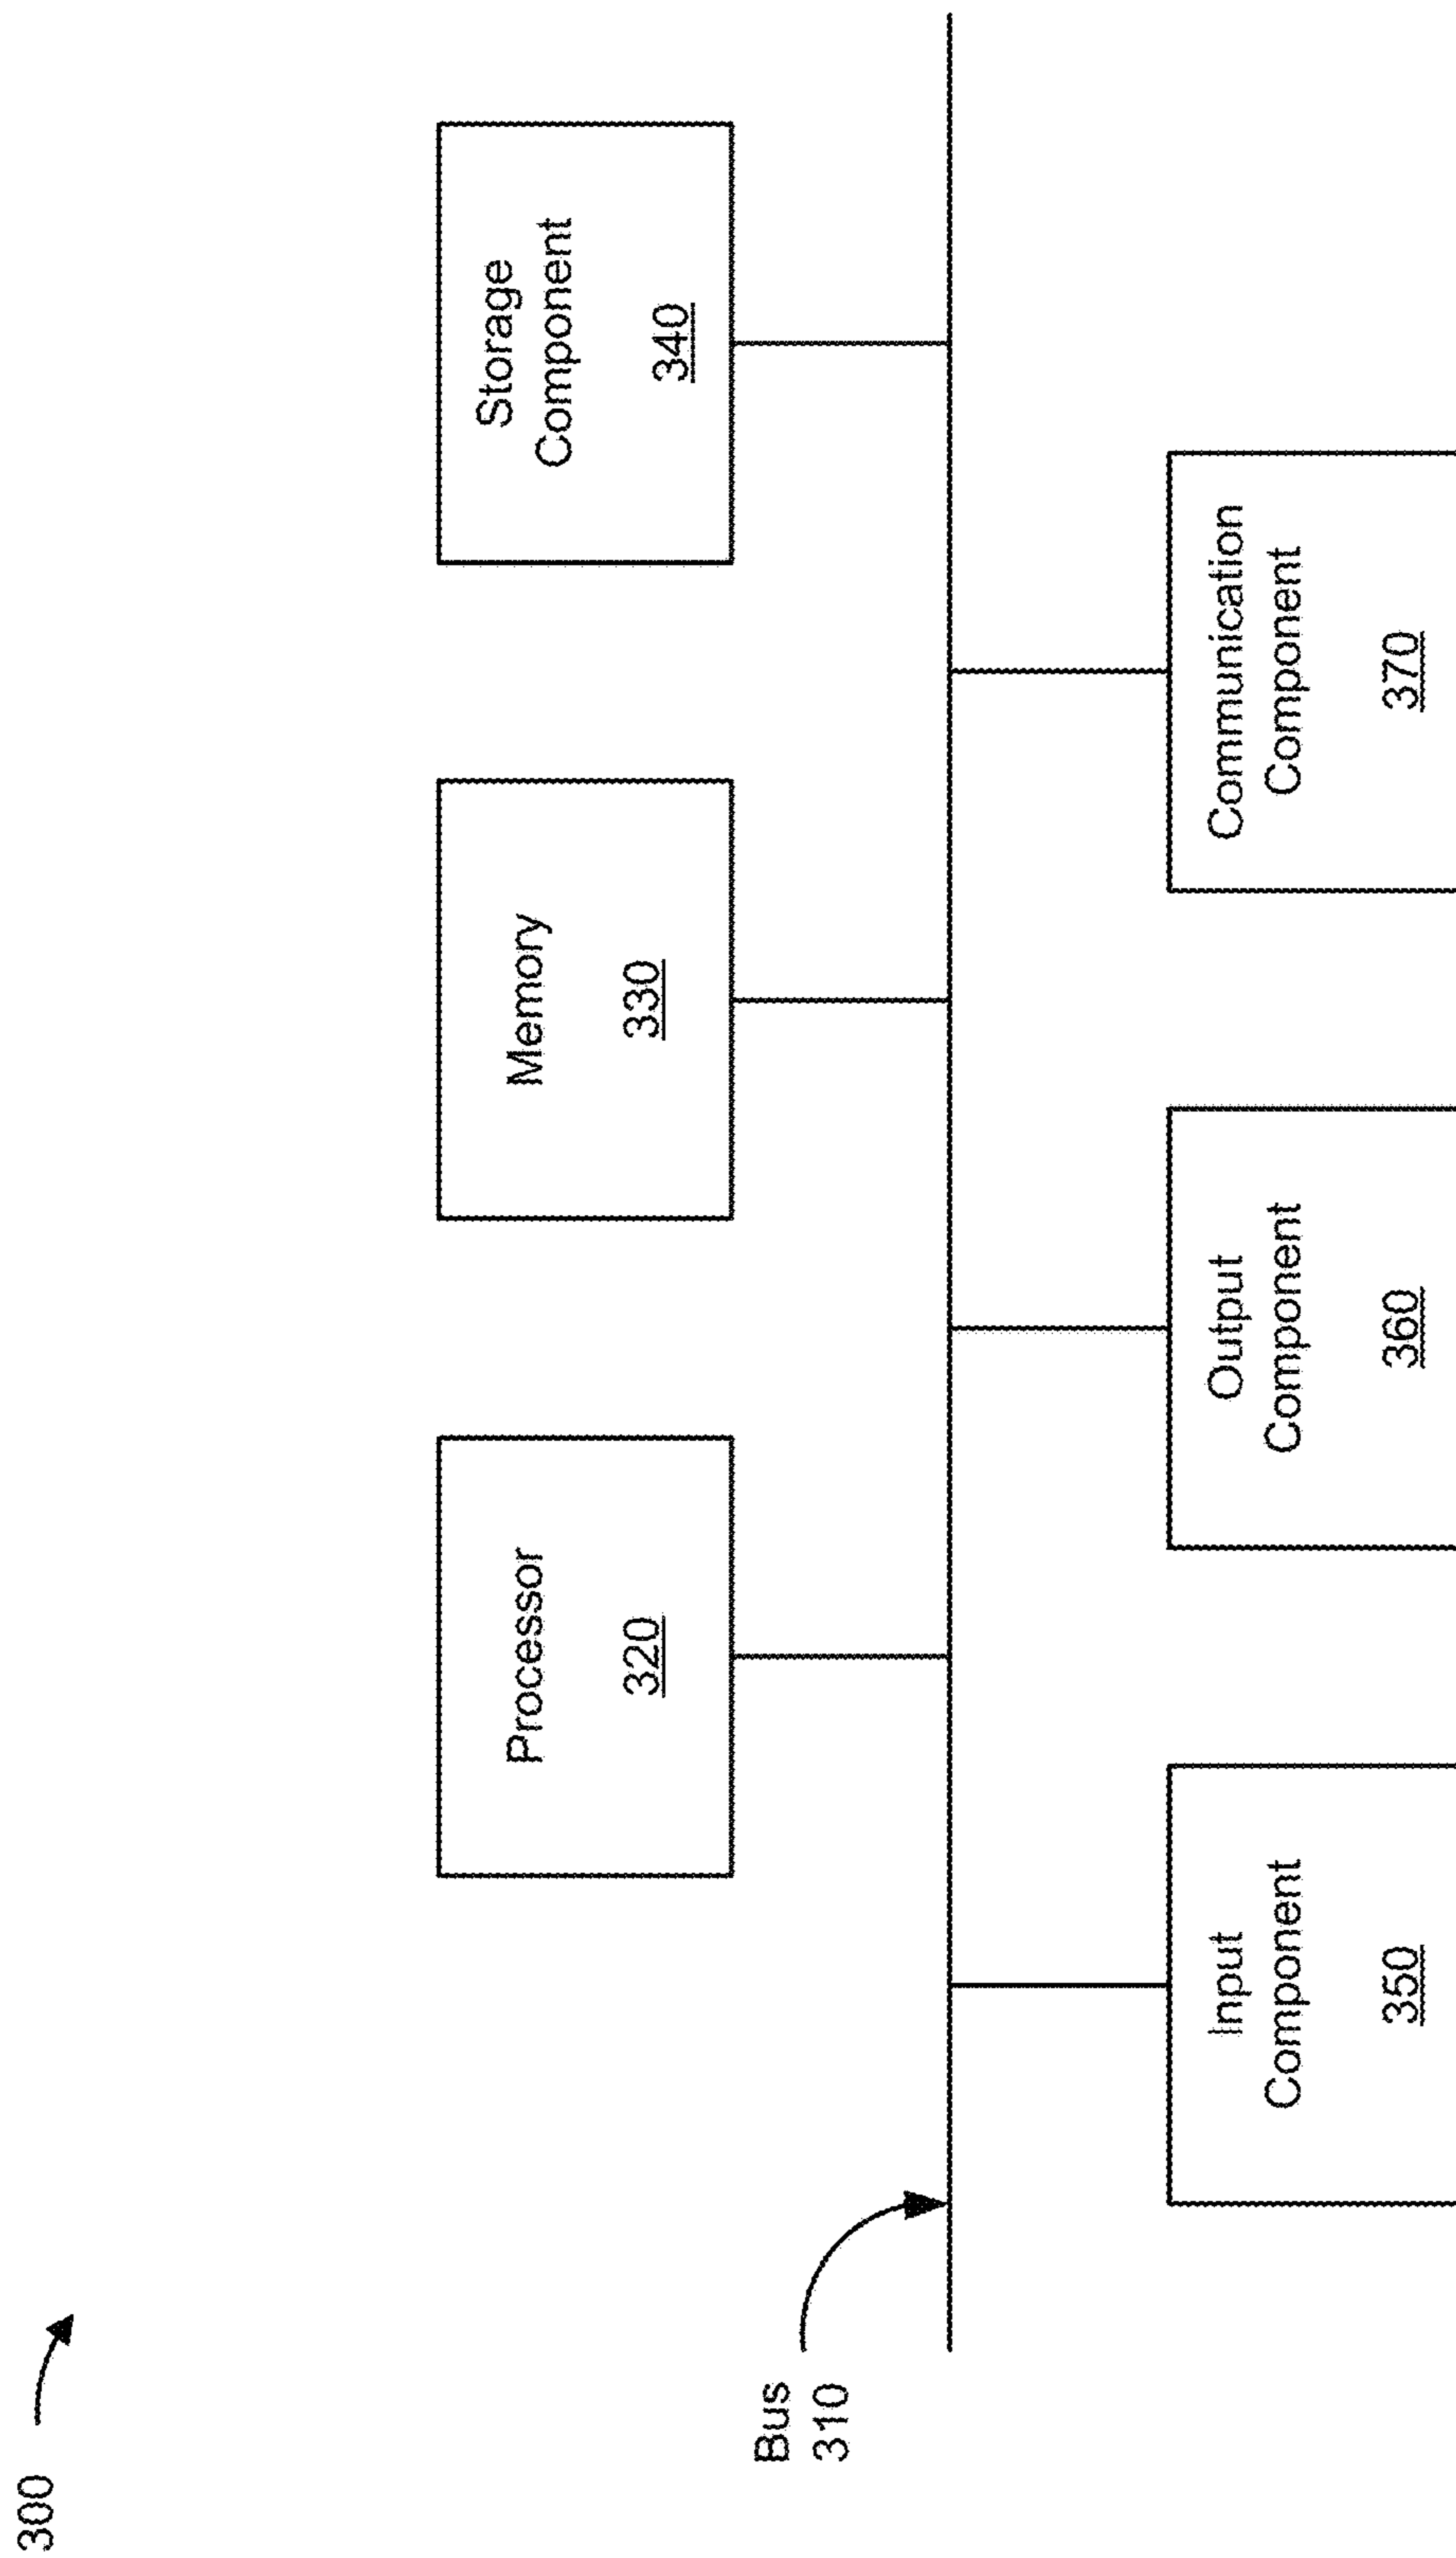 300
Processor
320
Memory
330
Storage
Component
340
Bus
310
Input
Component
350
Output
Component
360
Communication
Component
370